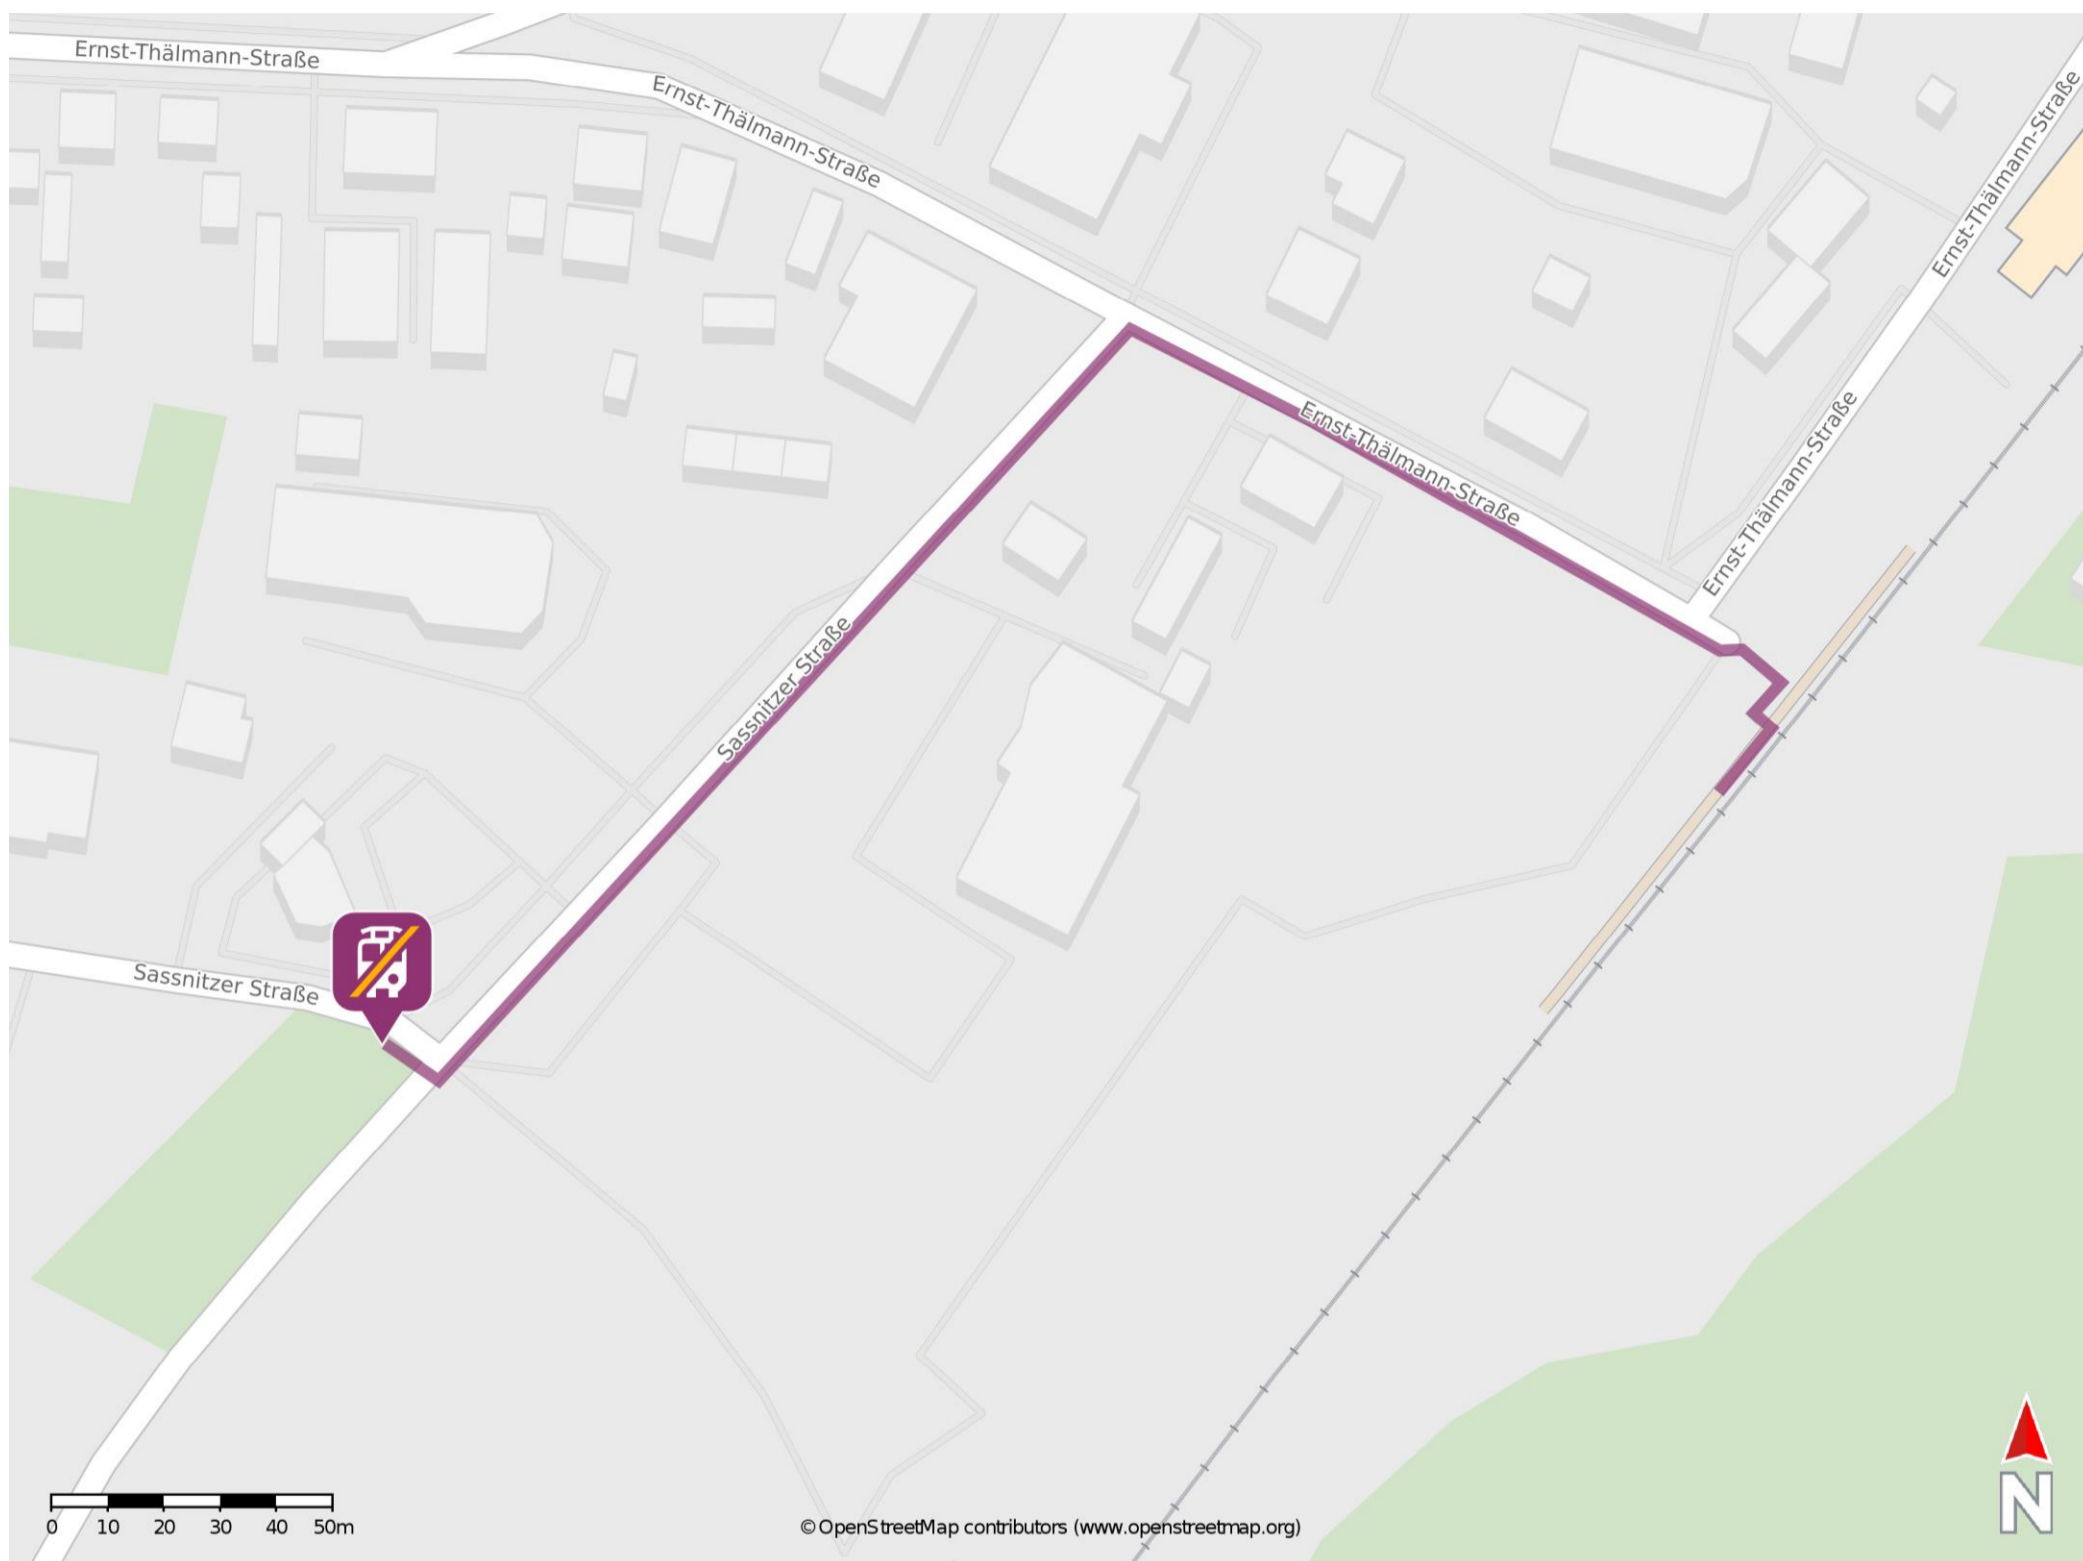 Ernst-Thälmann-Straße
Ernst-Thälmann-Straße
Ernst-Thälmann-Straße
Ernst-Thälmann-Straße
Ernst-Thälmann-Straße
Sassnitzer Straße
Sassnitzer Straße
0 10 20 30 40 50m
© OpenStreetMap contributors (www.openstreetmap.org)
N